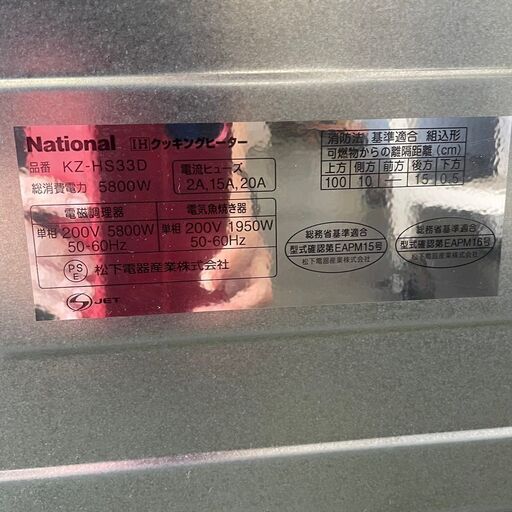 National IHクッキングヒーター
品番 KZ-HS33D
総消費電力 5800W
電流ヒューズ
2A,15A,20A
電磁調理器 電気魚焼き器
単相 200V 5800W 単相 200V 1950W
50-60Hz 50-60Hz
PSE 松下電器産業株式会社
JET
消防法 基準適合 組込形
可燃物からの離隔距離(cm)
上方 側方 前方 後方 下方
100 10 — 15 0.5
総務省基準適合
型式確認第EAPM15号
松下電器産業株式会社
総務省基準適合
型式確認第EAPM16号
松下電器産業株式会社